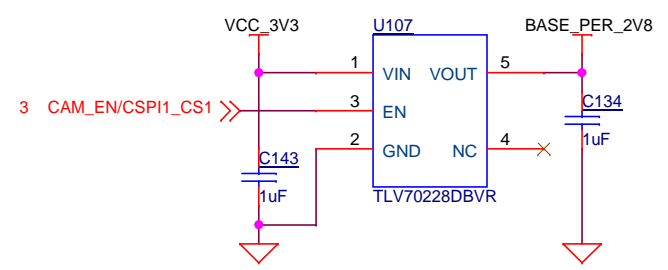 VCC_3V3
U107
BASE_PER_2V8
1
VIN
VOUT
5
3
CAM_EN/CSPI1_CS1
3
EN
C134
1uF
2
GND
NC
4
C143
1uF
TLV70228DBVR